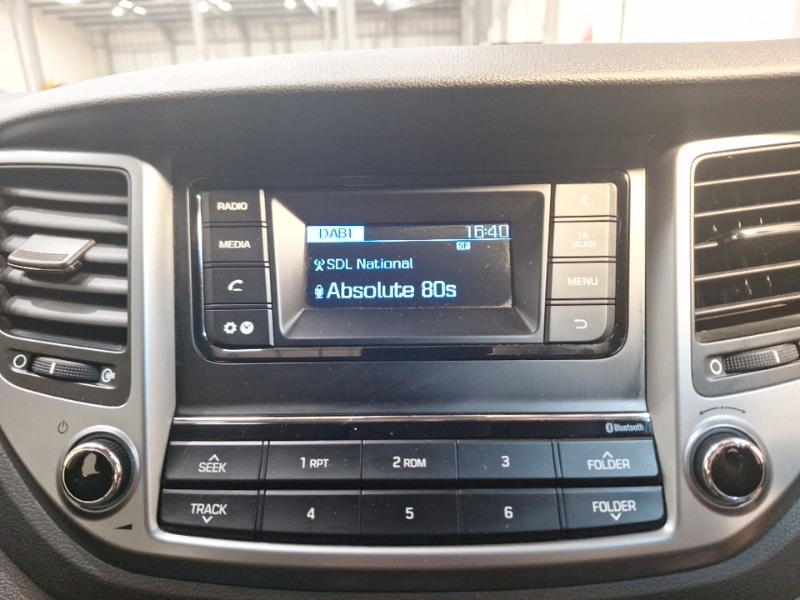 RADIO
MEDIA
DAB1 16:40
SF
SDL National
Absolute 80s
TA
SCAN
MENU
Bluetooth
SEEK 1 RPT 2 RDM 3 FOLDER
TRACK 4 5 6 FOLDER